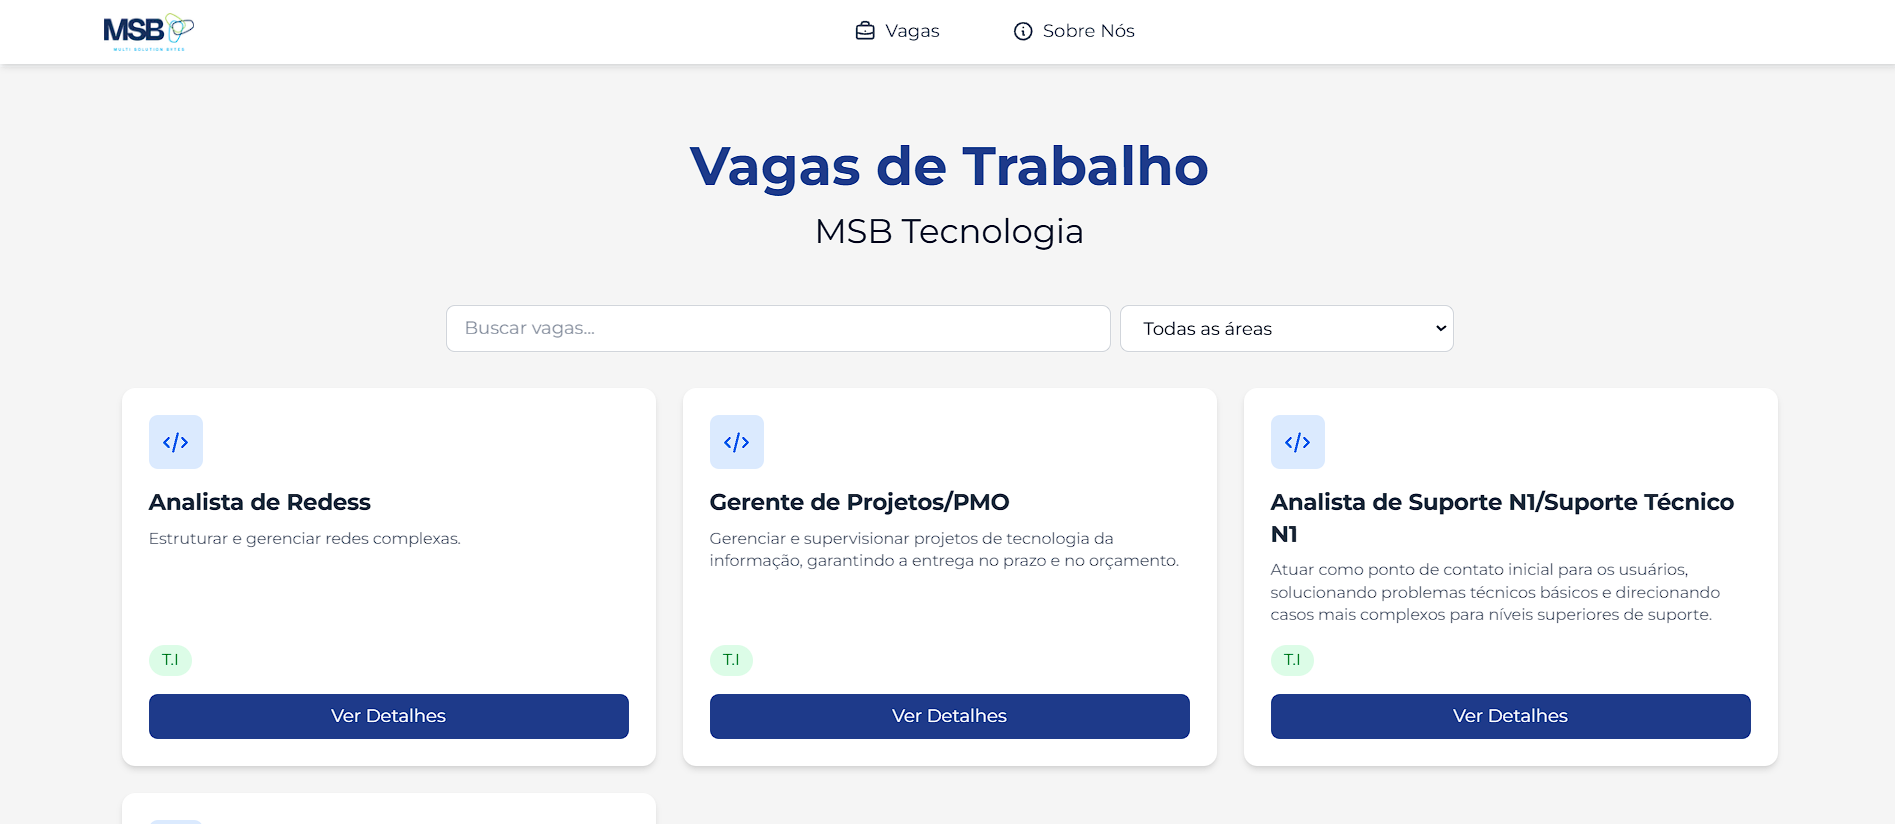 MSB
MULTI SOLUTION BYTES
Vagas
Sobre Nós
Vagas de Trabalho
MSB Tecnologia
Buscar vagas...
Todas as áreas
Analista de Redess
Estruturar e gerenciar redes complexas.
T.I
Ver Detalhes
Gerente de Projetos/PMO
Gerenciar e supervisionar projetos de tecnologia da
informação, garantindo a entrega no prazo e no orçamento.
T.I
Ver Detalhes
Analista de Suporte N1/Suporte Técnico
N1
Atuar como ponto de contato inicial para os usuários,
solucionando problemas técnicos básicos e direcionando
casos mais complexos para níveis superiores de suporte.
T.I
Ver Detalhes